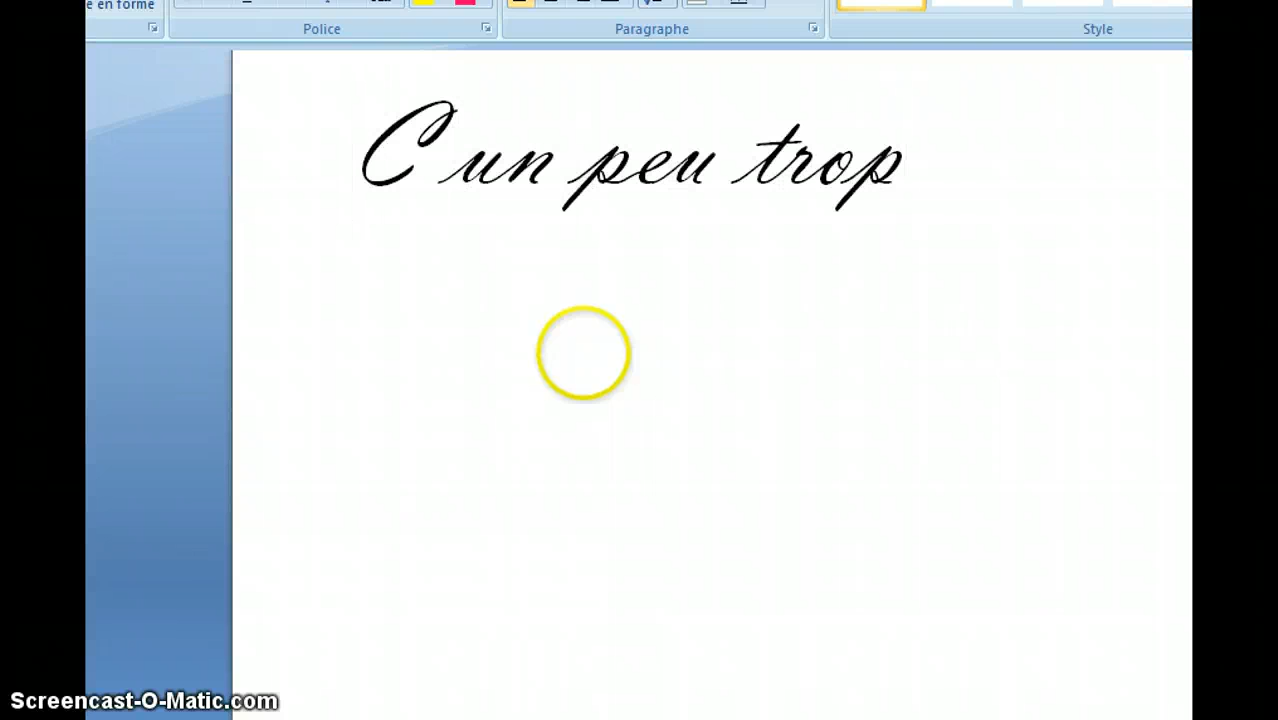 e en forme
Police
Paragraphe
Style
C un peu trop
Screencast-O-Matic.com